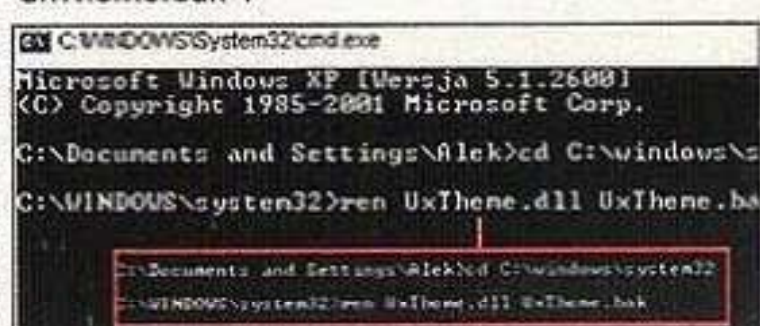 C:\WINDOWS\System32\cmd.exe
Microsoft Windows XP [Wersja 5.1.2600]
(C) Copyright 1985-2001 Microsoft Corp.
C:\Documents and Settings\Alek>cd C:\windows\s
C:\WINDOWS\system32>ren UxTheme.dll UxTheme.ba
C:\Documents and Settings\Alek>cd C:\windows\system32
C:\WINDOWS\system32>ren UxTheme.dll UxTheme.bak